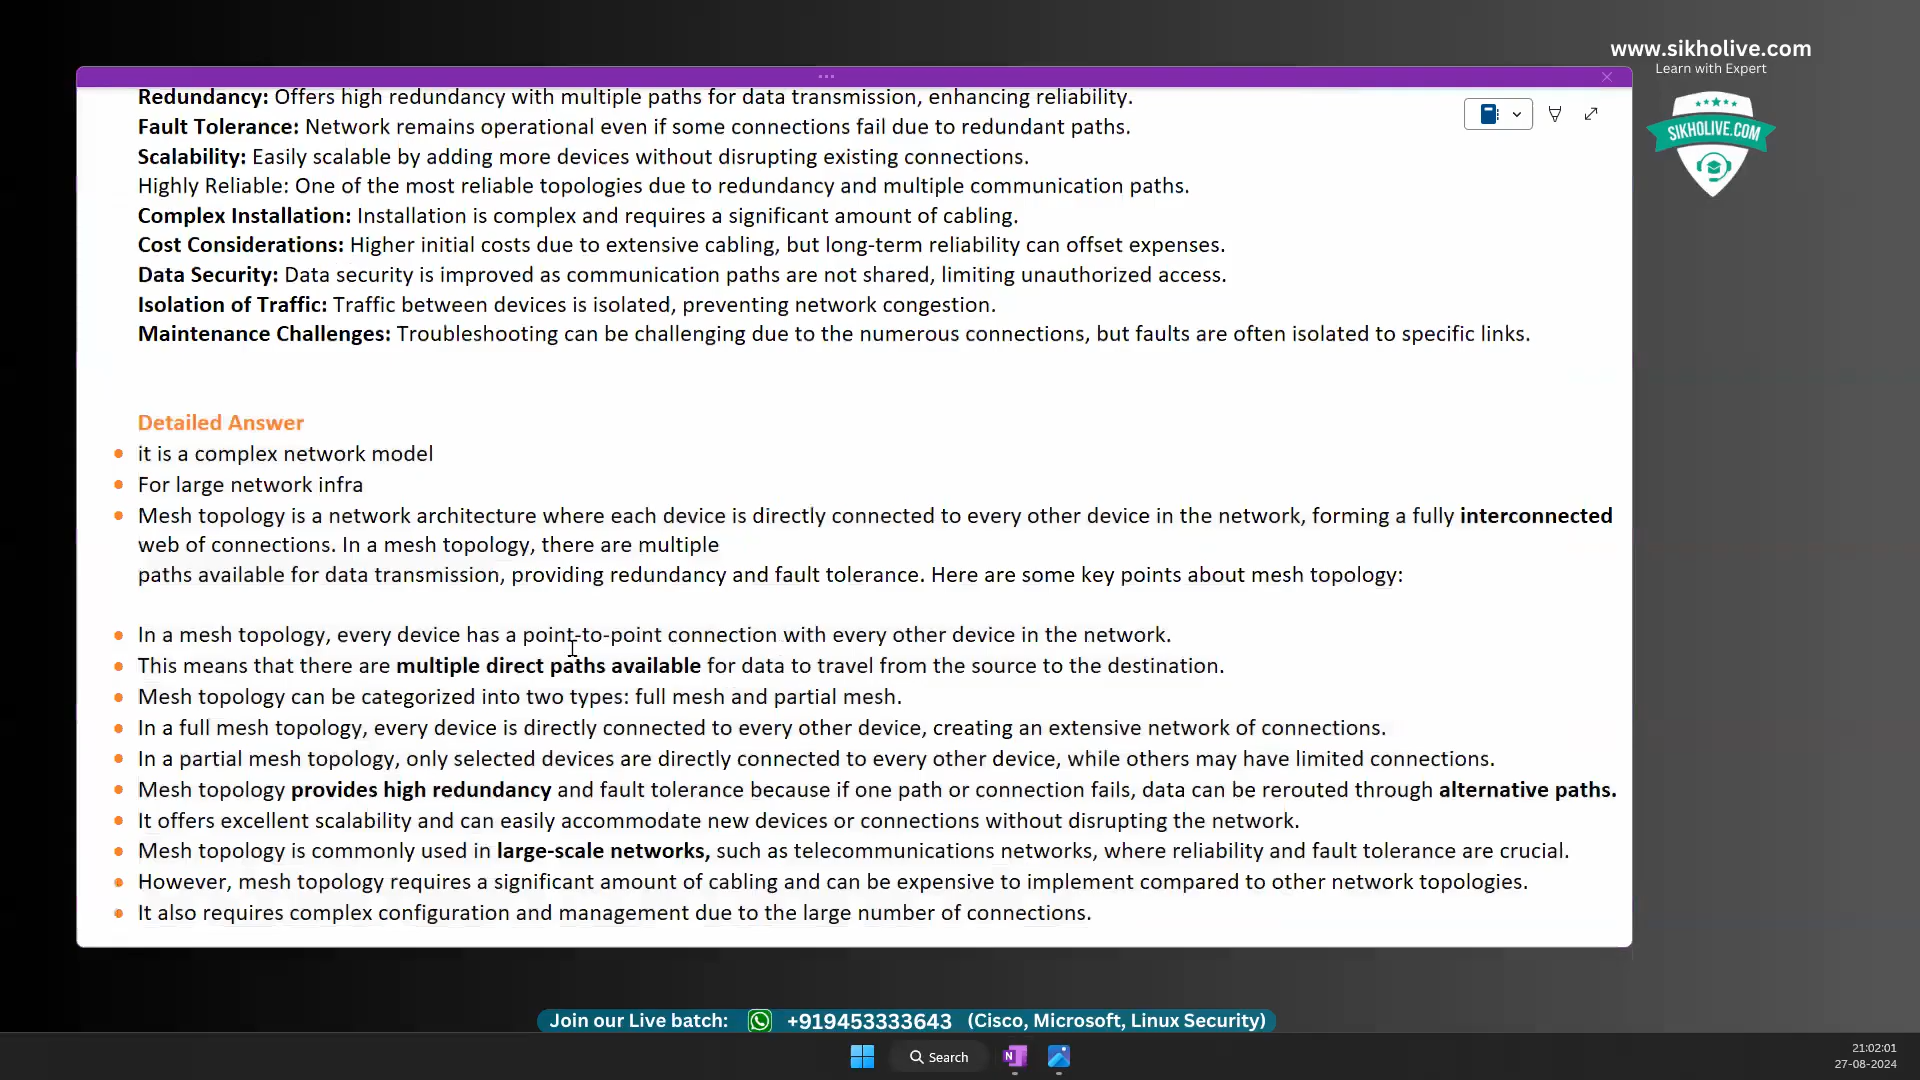 www.sikholive.com
Learn with Expert
SIKHOLIVE.COM
Redundancy: Offers high redundancy with multiple paths for data transmission, enhancing reliability.
Fault Tolerance: Network remains operational even if some connections fail due to redundant paths.
Scalability: Easily scalable by adding more devices without disrupting existing connections.
Highly Reliable: One of the most reliable topologies due to redundancy and multiple communication paths.
Complex Installation: Installation is complex and requires a significant amount of cabling.
Cost Considerations: Higher initial costs due to extensive cabling, but long-term reliability can offset expenses.
Data Security: Data security is improved as communication paths are not shared, limiting unauthorized access.
Isolation of Traffic: Traffic between devices is isolated, preventing network congestion.
Maintenance Challenges: Troubleshooting can be challenging due to the numerous connections, but faults are often isolated to specific links.
Detailed Answer
it is a complex network model
For large network infra
Mesh topology is a network architecture where each device is directly connected to every other device in the network, forming a fully interconnected
web of connections. In a mesh topology, there are multiple
paths available for data transmission, providing redundancy and fault tolerance. Here are some key points about mesh topology:
In a mesh topology, every device has a point-to-point connection with every other device in the network.
This means that there are multiple direct paths available for data to travel from the source to the destination.
Mesh topology can be categorized into two types: full mesh and partial mesh.
In a full mesh topology, every device is directly connected to every other device, creating an extensive network of connections.
In a partial mesh topology, only selected devices are directly connected to every other device, while others may have limited connections.
Mesh topology provides high redundancy and fault tolerance because if one path or connection fails, data can be rerouted through alternative paths.
It offers excellent scalability and can easily accommodate new devices or connections without disrupting the network.
Mesh topology is commonly used in large-scale networks, such as telecommunications networks, where reliability and fault tolerance are crucial.
However, mesh topology requires a significant amount of cabling and can be expensive to implement compared to other network topologies.
It also requires complex configuration and management due to the large number of connections.
Join our Live batch: +919453333643 (Cisco, Microsoft, Linux Security)
Search
N
21:02:01
27-08-2024